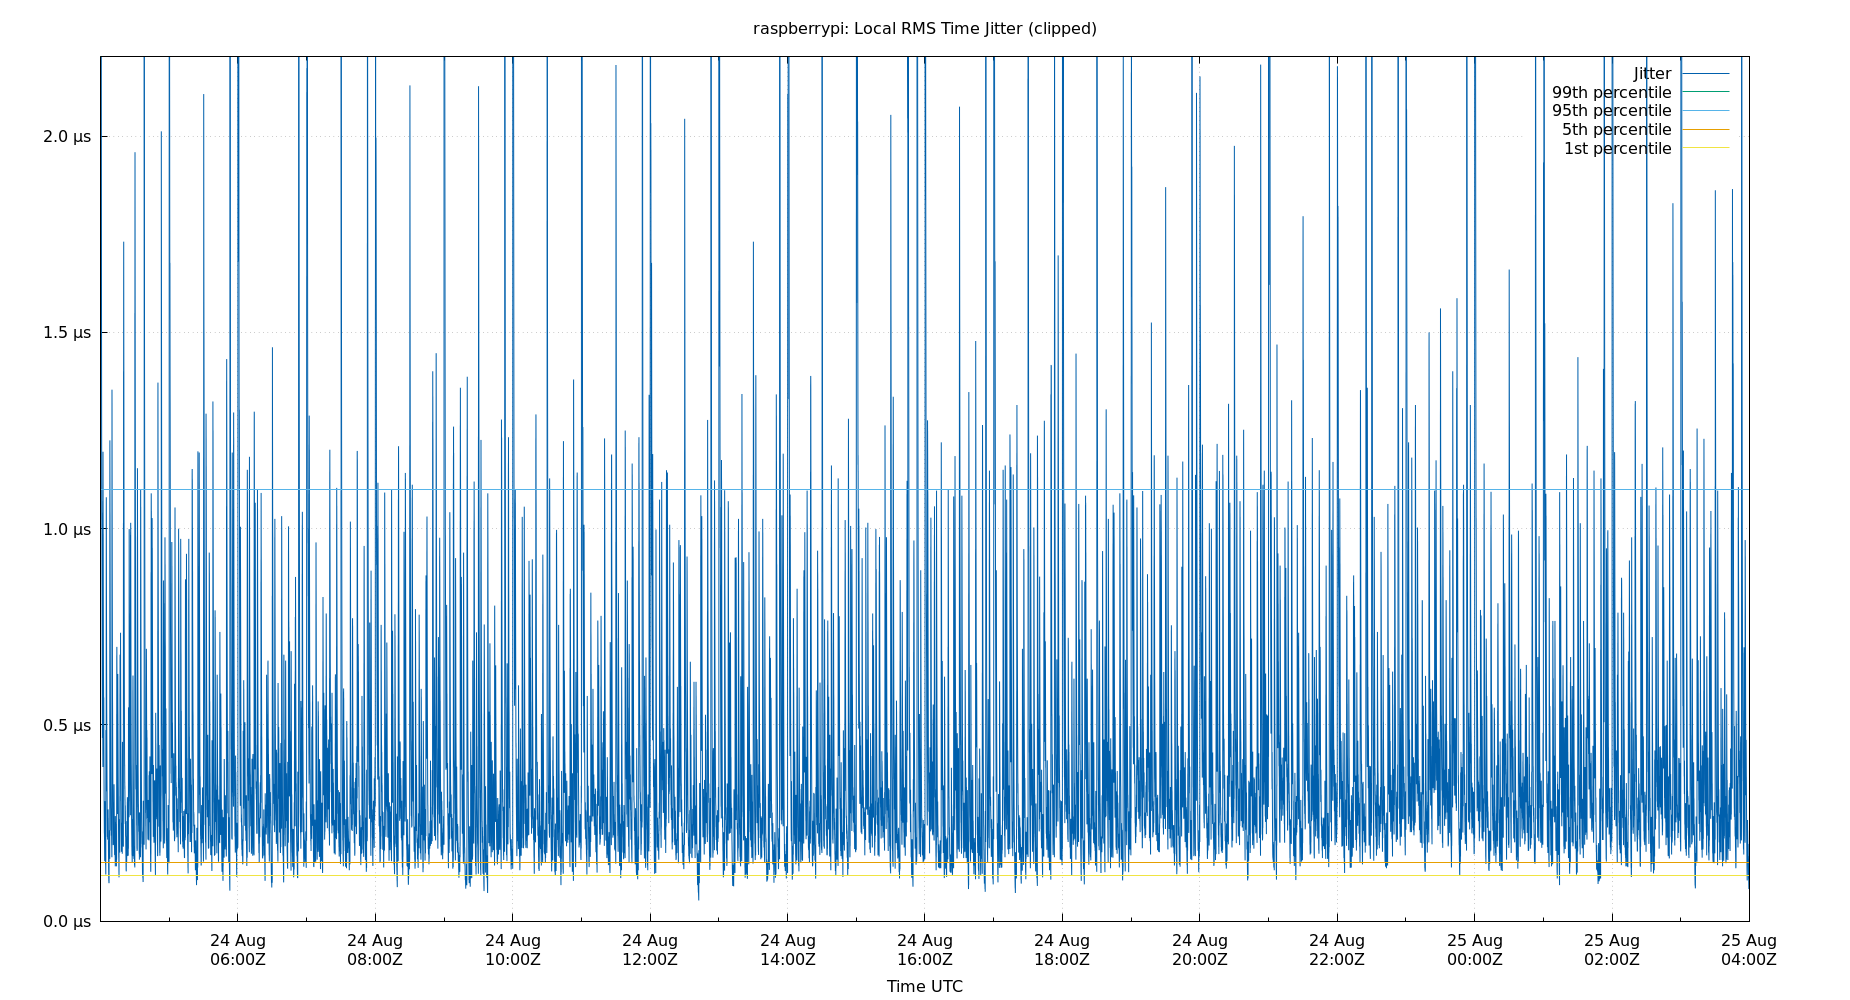 raspberrypi: Local RMS Time Jitter (clipped)
Jitter
99th percentile
95th percentile
5th percentile
1st percentile
2.0 µs
1.5 µs
1.0 µs
0.5 µs
0.0 µs
24 Aug 24 Aug 24 Aug 24 Aug 24 Aug 24 Aug 24 Aug 24 Aug 24 Aug 25 Aug 25 Aug 25 Aug
06:00Z 08:00Z 10:00Z 12:00Z 14:00Z 16:00Z 18:00Z 20:00Z 22:00Z 00:00Z 02:00Z 04:00Z
Time UTC